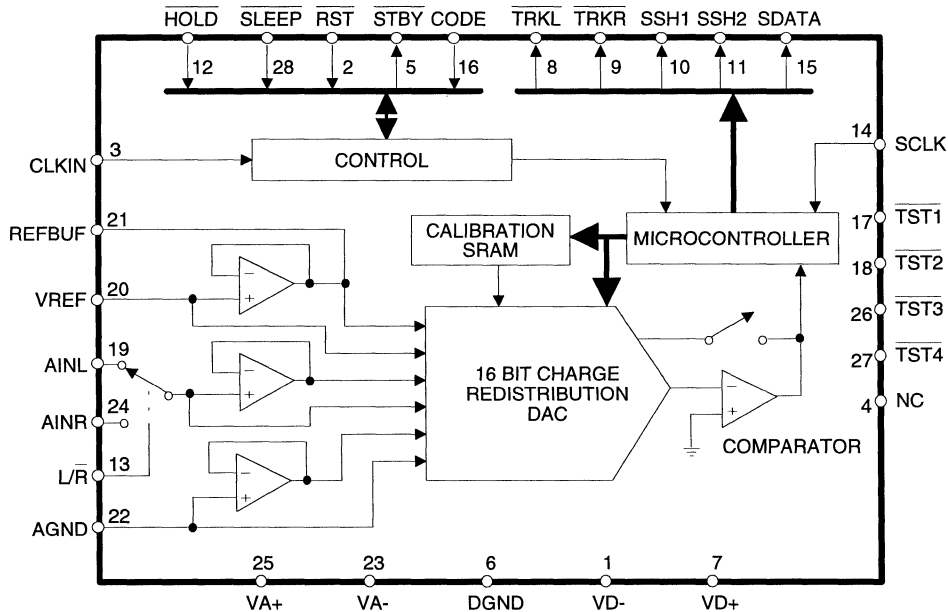 HOLD SLEEP RST STBY CODE TRKL TRKR SSH1 SSH2 SDATA
12 28 2 5 16 8 9 10 11 15
14 SCLK
3
CLKIN
CONTROL
21
REFBUF
17 TST1
CALIBRATION
SRAM
MICROCONTROLLER
18 TST2
20
VREF
-
+
26 TST3
19
AINL
-
+
16 BIT CHARGE
REDISTRIBUTION
DAC
27 TST4
24
AINR
-
+
4 NC
COMPARATOR
13
L/R
-
+
22
AGND
25 23 6 1 7
VA+ VA- DGND VD- VD+